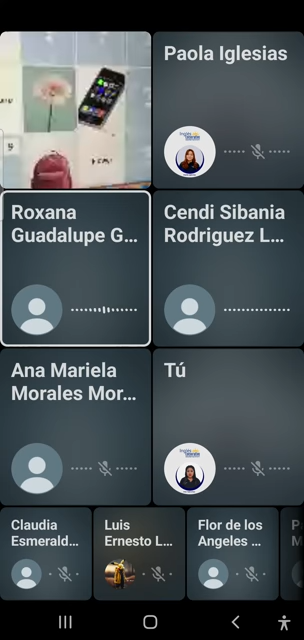 Paola Iglesias
Roxana
Guadalupe G...
Cendi Sibania
Rodriguez L...
Ana Mariela
Morales Mor...
Tú
Claudia
Esmerald...
Luis
Ernesto L...
Flor de los
Angeles ...